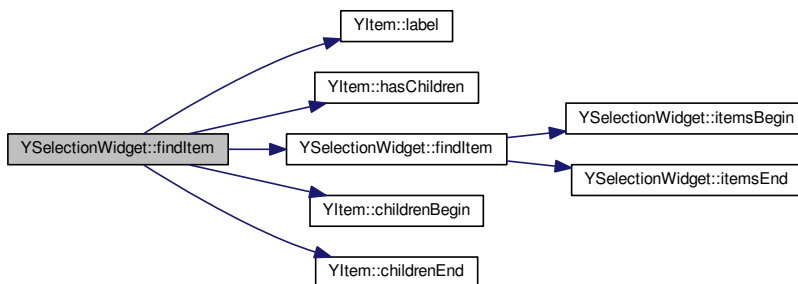 YItem::label
YItem::hasChildren
YSelectionWidget::itemsBegin
YSelectionWidget::findItem
YSelectionWidget::findItem
YSelectionWidget::itemsEnd
YItem::childrenBegin
YItem::childrenEnd